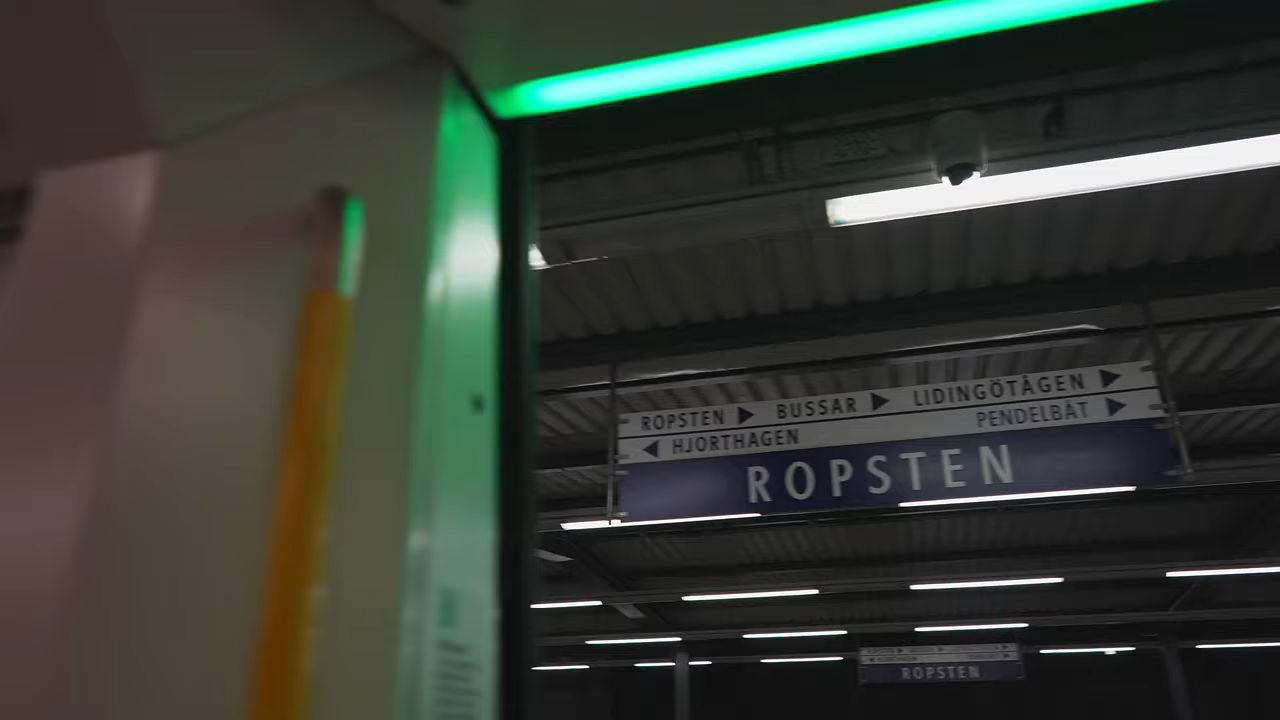 ROPSTEN ▶ BUSSAR ▶ LIDINGÖTÅGEN ▶
◀ HJORTHAGEN PENDELBÅT ▶
ROPSTEN
ROPSTEN